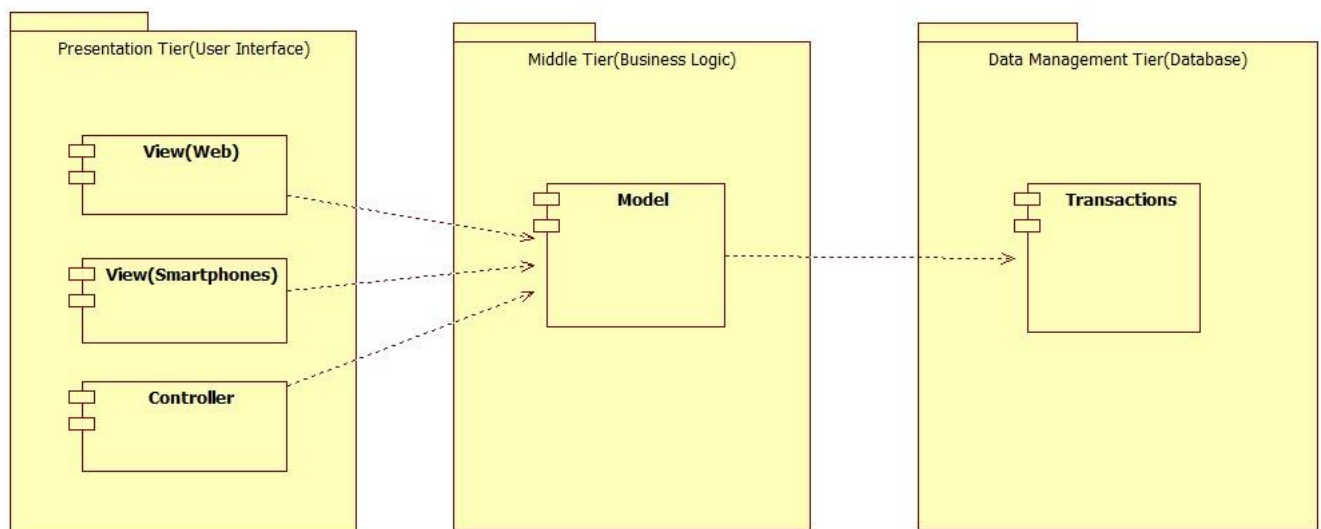 Presentation Tier(User Interface)
View(Web)
View(Smartphones)
Controller
Middle Tier(Business Logic)
Model
Data Management Tier(Database)
Transactions